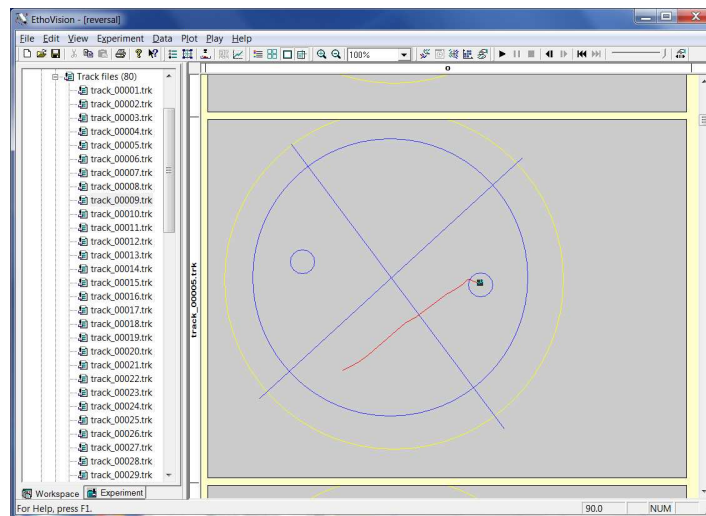 EthoVision - [reversal]
File Edit View Experiment Data Plot Play Help
100%
Track files (80)
track_00001.trk
track_00002.trk
track_00003.trk
track_00004.trk
track_00005.trk
track_00006.trk
track_00007.trk
track_00008.trk
track_00009.trk
track_00010.trk
track_00011.trk
track_00012.trk
track_00013.trk
track_00014.trk
track_00015.trk
track_00016.trk
track_00017.trk
track_00018.trk
track_00019.trk
track_00020.trk
track_00021.trk
track_00022.trk
track_00023.trk
track_00024.trk
track_00025.trk
track_00026.trk
track_00027.trk
track_00028.trk
track_00029.trk
Workspace Experiment
0
track_00005.trk
For Help, press F1.
90.0 NUM